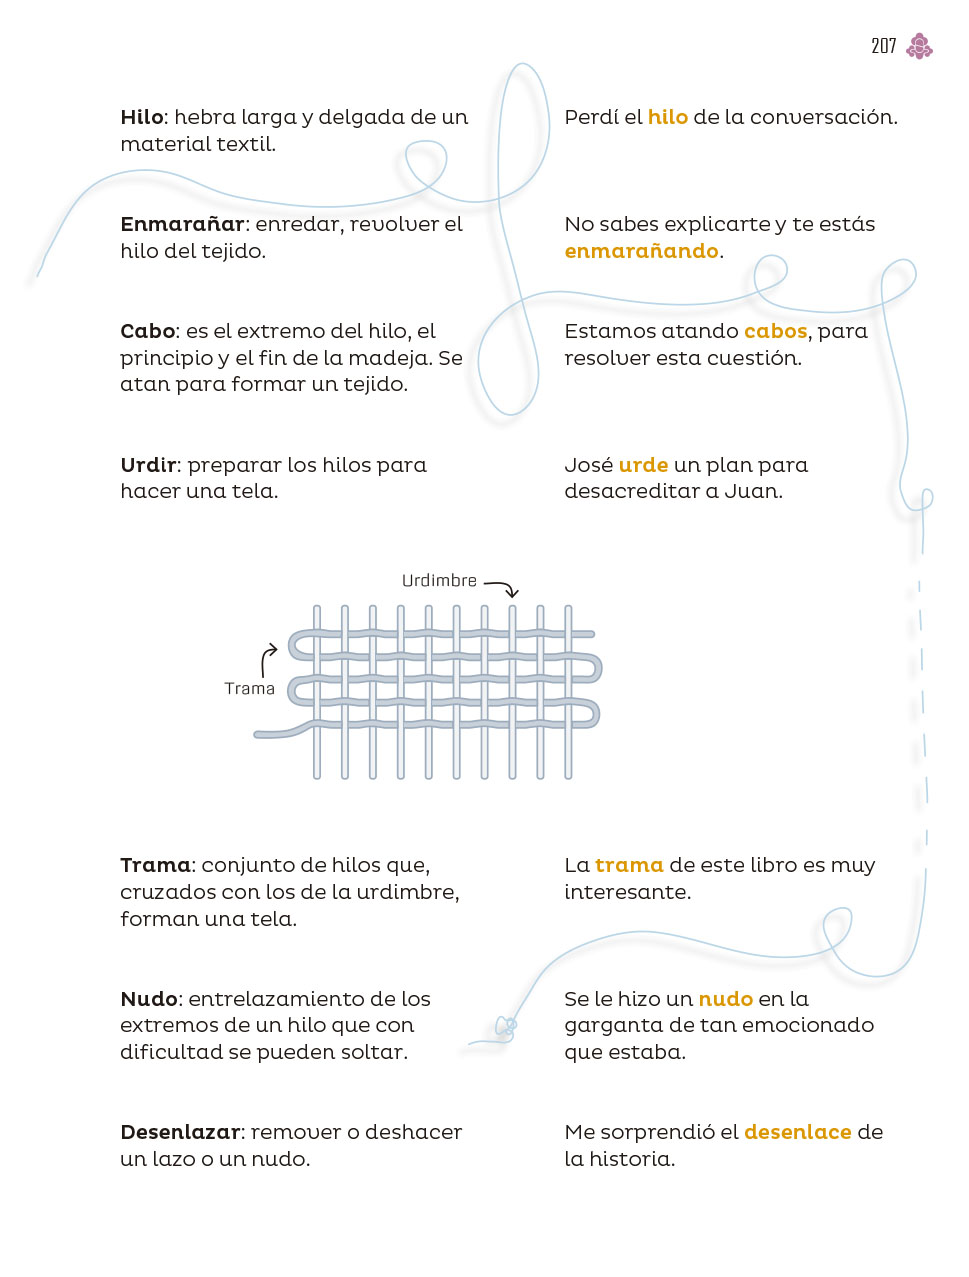 207
Hilo: hebra larga y delgada de un
material textil.
Perdí el hilo de la conversación.
Enmarañar: enredar, revolver el
hilo del tejido.
No sabes explicarte y te estás
enmarañando.
Cabo: es el extremo del hilo, el
principio y el fin de la madeja. Se
atan para formar un tejido.
Estamos atando cabos, para
resolver esta cuestión.
Urdir: preparar los hilos para
hacer una tela.
José urde un plan para
desacreditar a Juan.
Urdimbre
Trama
Trama: conjunto de hilos que,
cruzados con los de la urdimbre,
forman una tela.
La trama de este libro es muy
interesante.
Nudo: entrelazamiento de los
extremos de un hilo que con
dificultad se pueden soltar.
Se le hizo un nudo en la
garganta de tan emocionado
que estaba.
Desenlazar: remover o deshacer
un lazo o un nudo.
Me sorprendió el desenlace de
la historia.